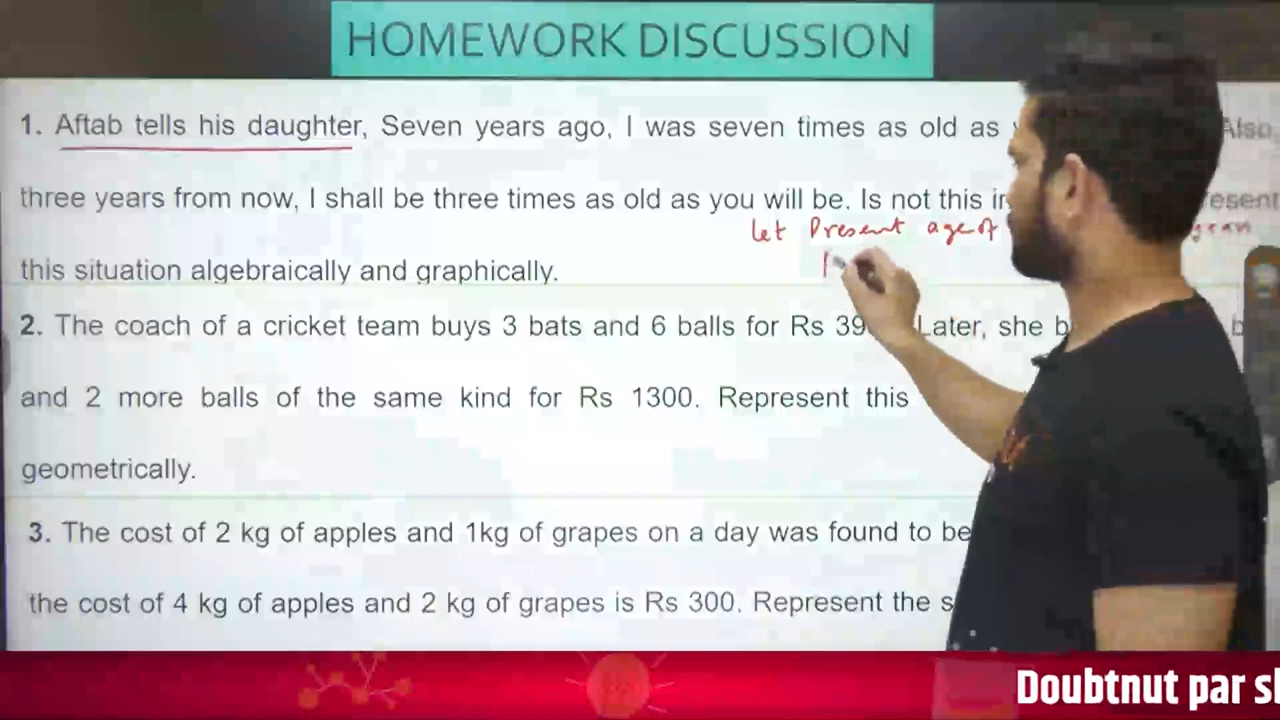 HOMEWORK DISCUSSION
1. Aftab tells his daughter, Seven years ago, I was seven times as old as Also,
three years from now, I shall be three times as old as you will be. Is not this
let Present age of
this situation algebraically and graphically.
2. The coach of a cricket team buys 3 bats and 6 balls for Rs Later, she
and 2 more balls of the same kind for Rs 1300. Represent this
geometrically.
3. The cost of 2 kg of apples and 1kg of grapes on a day was found to be
the cost of 4 kg of apples and 2 kg of grapes is Rs 300. Represent the
Doubtnut par